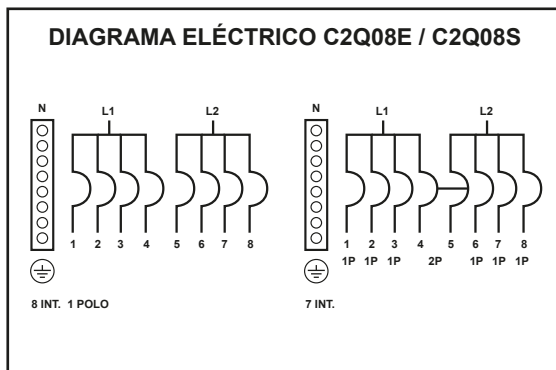 DIAGRAMA ELÉCTRICO C2Q08E / C2Q08S
N L1 L2
1 2 3 4 5 6 7 8
8 INT. 1 POLO
N L1 L2
1 2 3 4 5 6 7 8
1P 1P 1P 2P 1P 1P 1P
7 INT.